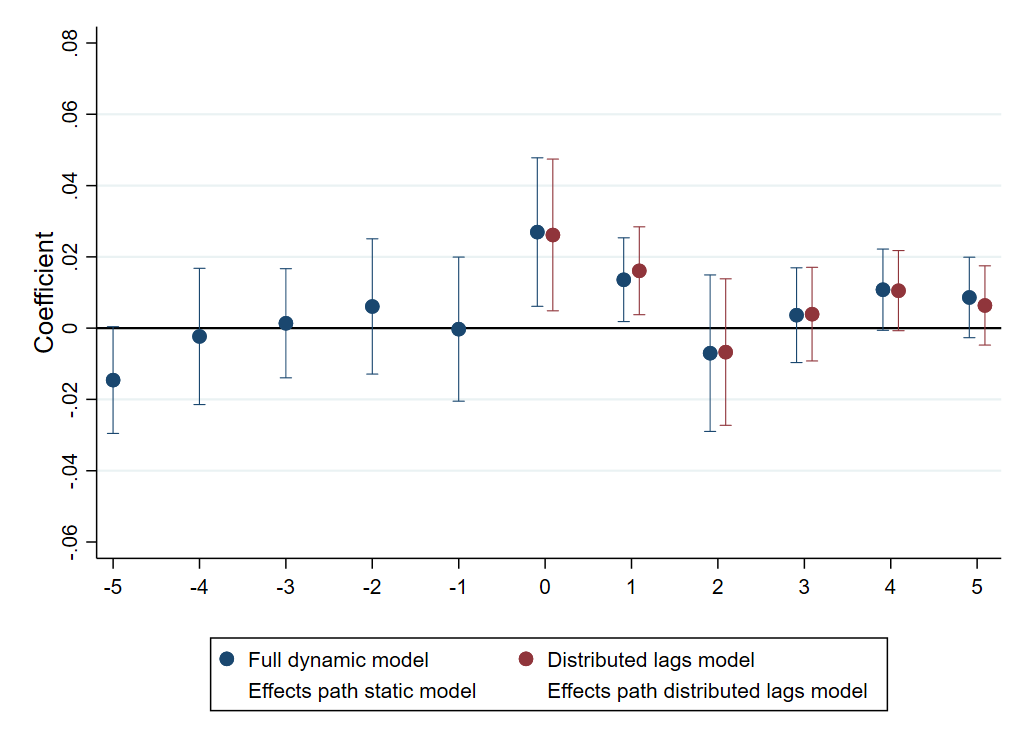 .08
.06
.04
.02
0
-.02
-.04
-.06
Coefficient
-5 -4 -3 -2 -1 0 1 2 3 4 5
Full dynamic model Distributed lags model
Effects path static model Effects path distributed lags model